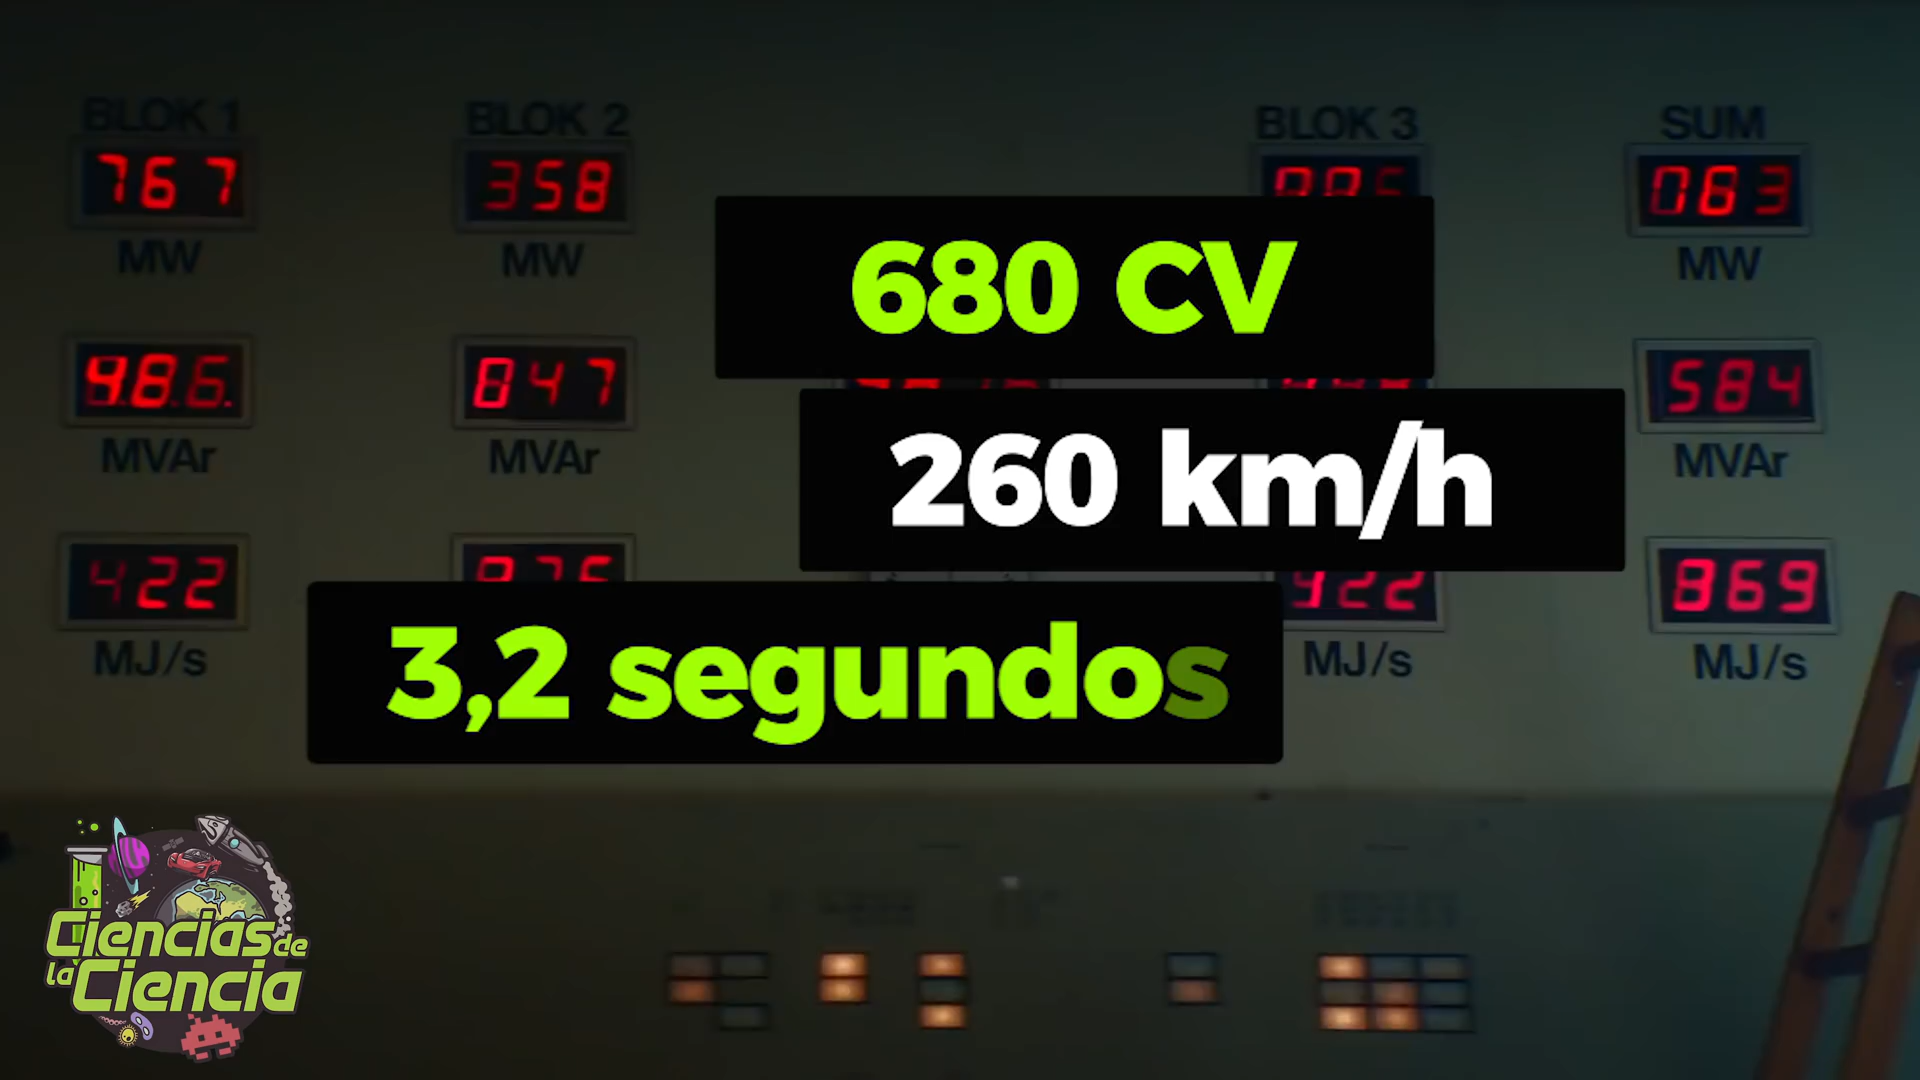 BLOK 1
BLOK 2
BLOK 3
SUM
767
358
083
MW
MW
MW
680 CV
486.
847
584
MVAr
MVAr
MVAr
260 km/h
422
422
869
MJ/s
MJ/s
MJ/s
3,2 segundos
Ciencias de
la Ciencia